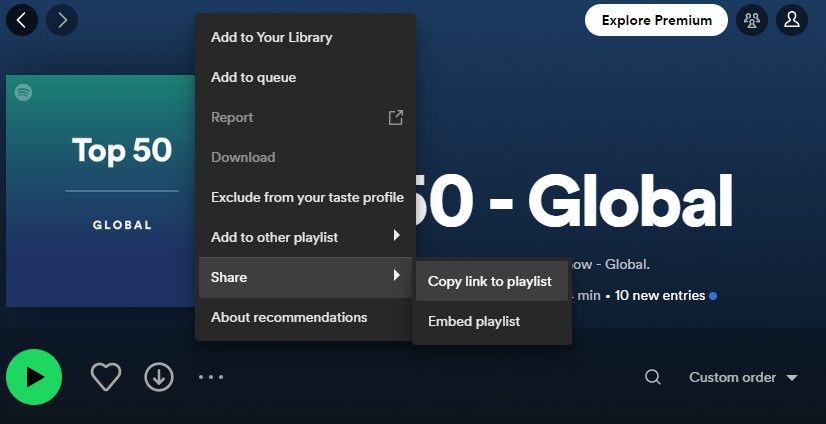 Explore Premium
Top 50
GLOBAL
Add to Your Library
Add to queue
Report
Download
Exclude from your taste profile
Add to other playlist
Share
About recommendations
Copy link to playlist
Embed playlist
50 - Global
now - Global.
min • 10 new entries
Custom order